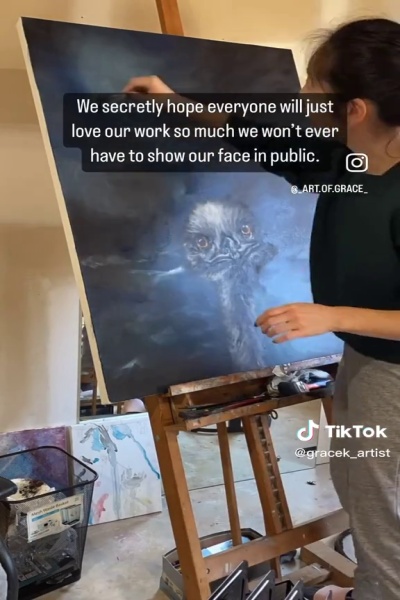 We secretly hope everyone will just
love our work so much we won't ever
have to show our face in public.
@_ART.OF.GRACE_
TikTok
@gracek_artist